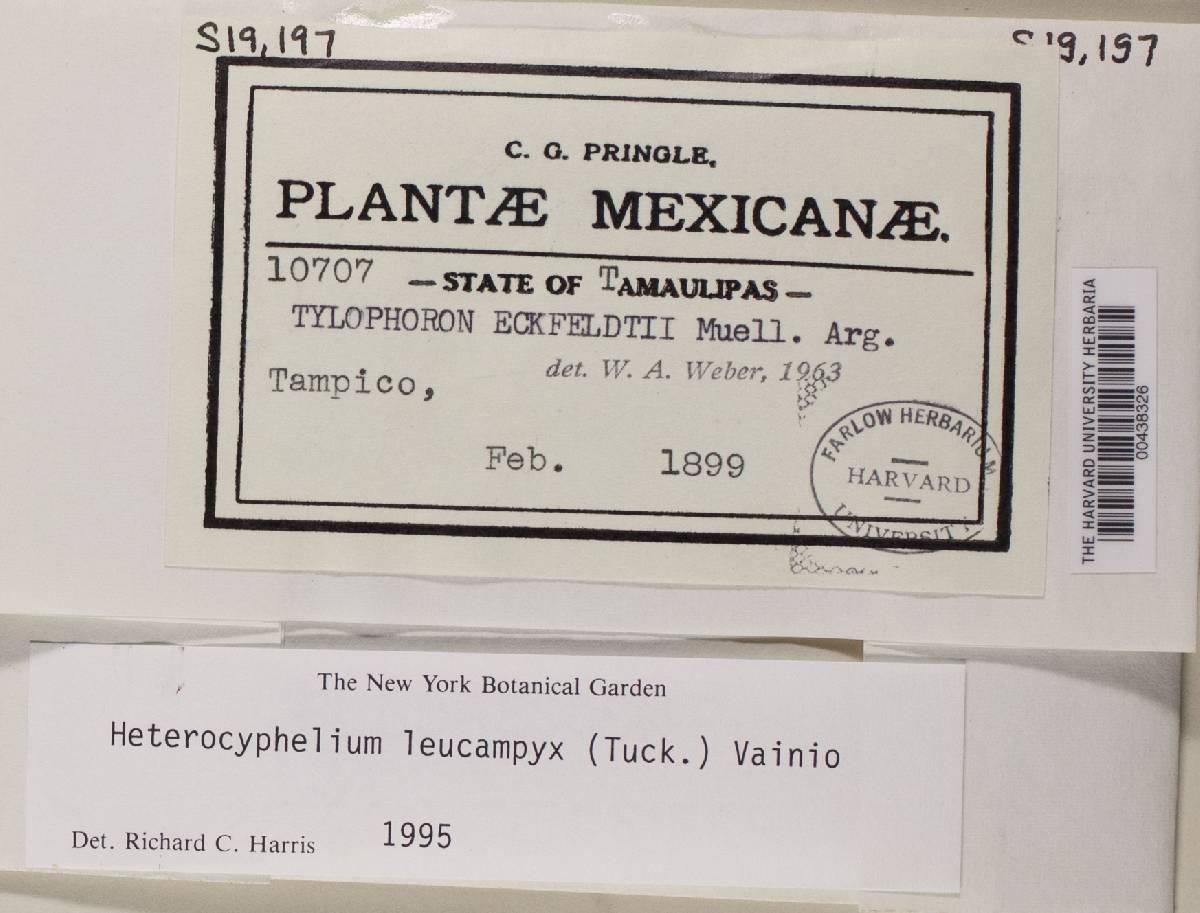 S19,197
S19,197
C. G. PRINGLE,
PLANTÆ MEXICANÆ.
10707 —STATE OF TAMAULIPAS—
TYLOPHORON ECKFELDTII Muell. Arg.
det. W. A. Weber, 1963
Tampico,
Feb. 1899
FARLOW HERBARIUM
HARVARD
UNIVERSITY
THE HARVARD UNIVERSITY HERBARIA
00438326
The New York Botanical Garden
Heterocyphelium leucampyx (Tuck.) Vainio
Det. Richard C. Harris 1995